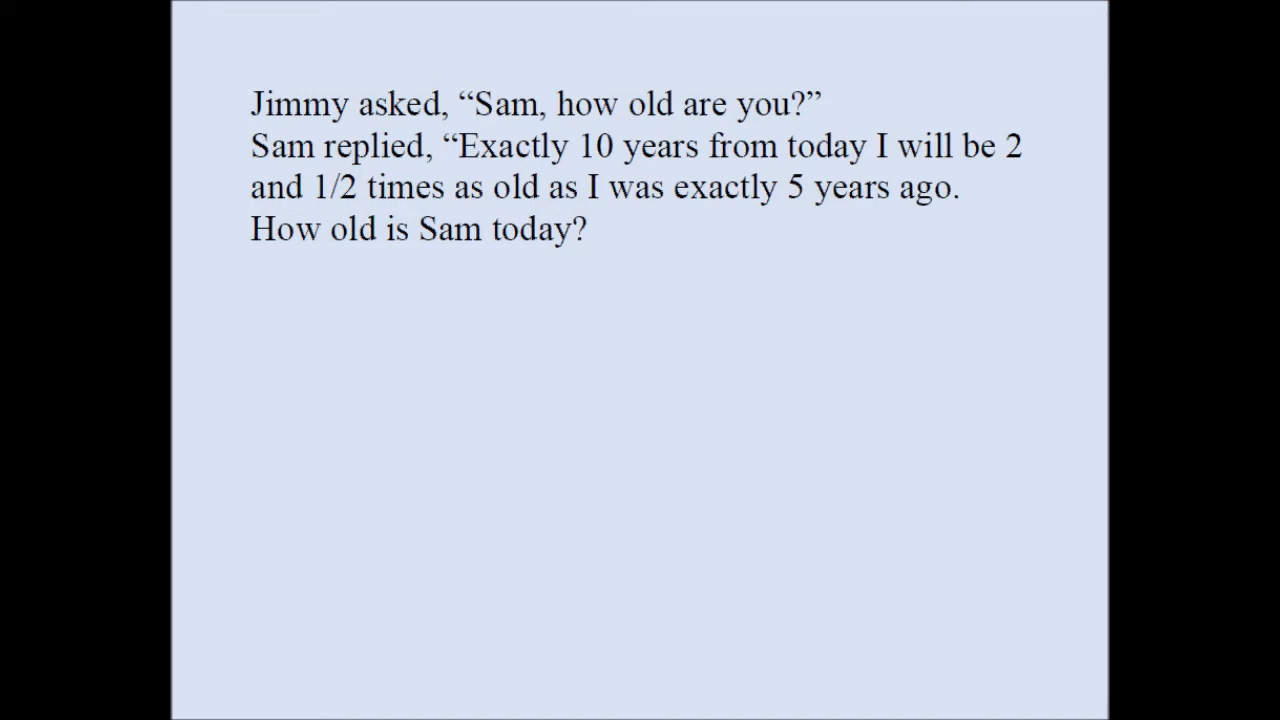 Jimmy asked, “Sam, how old are you?”
Sam replied, “Exactly 10 years from today I will be 2
and 1/2 times as old as I was exactly 5 years ago.
How old is Sam today?